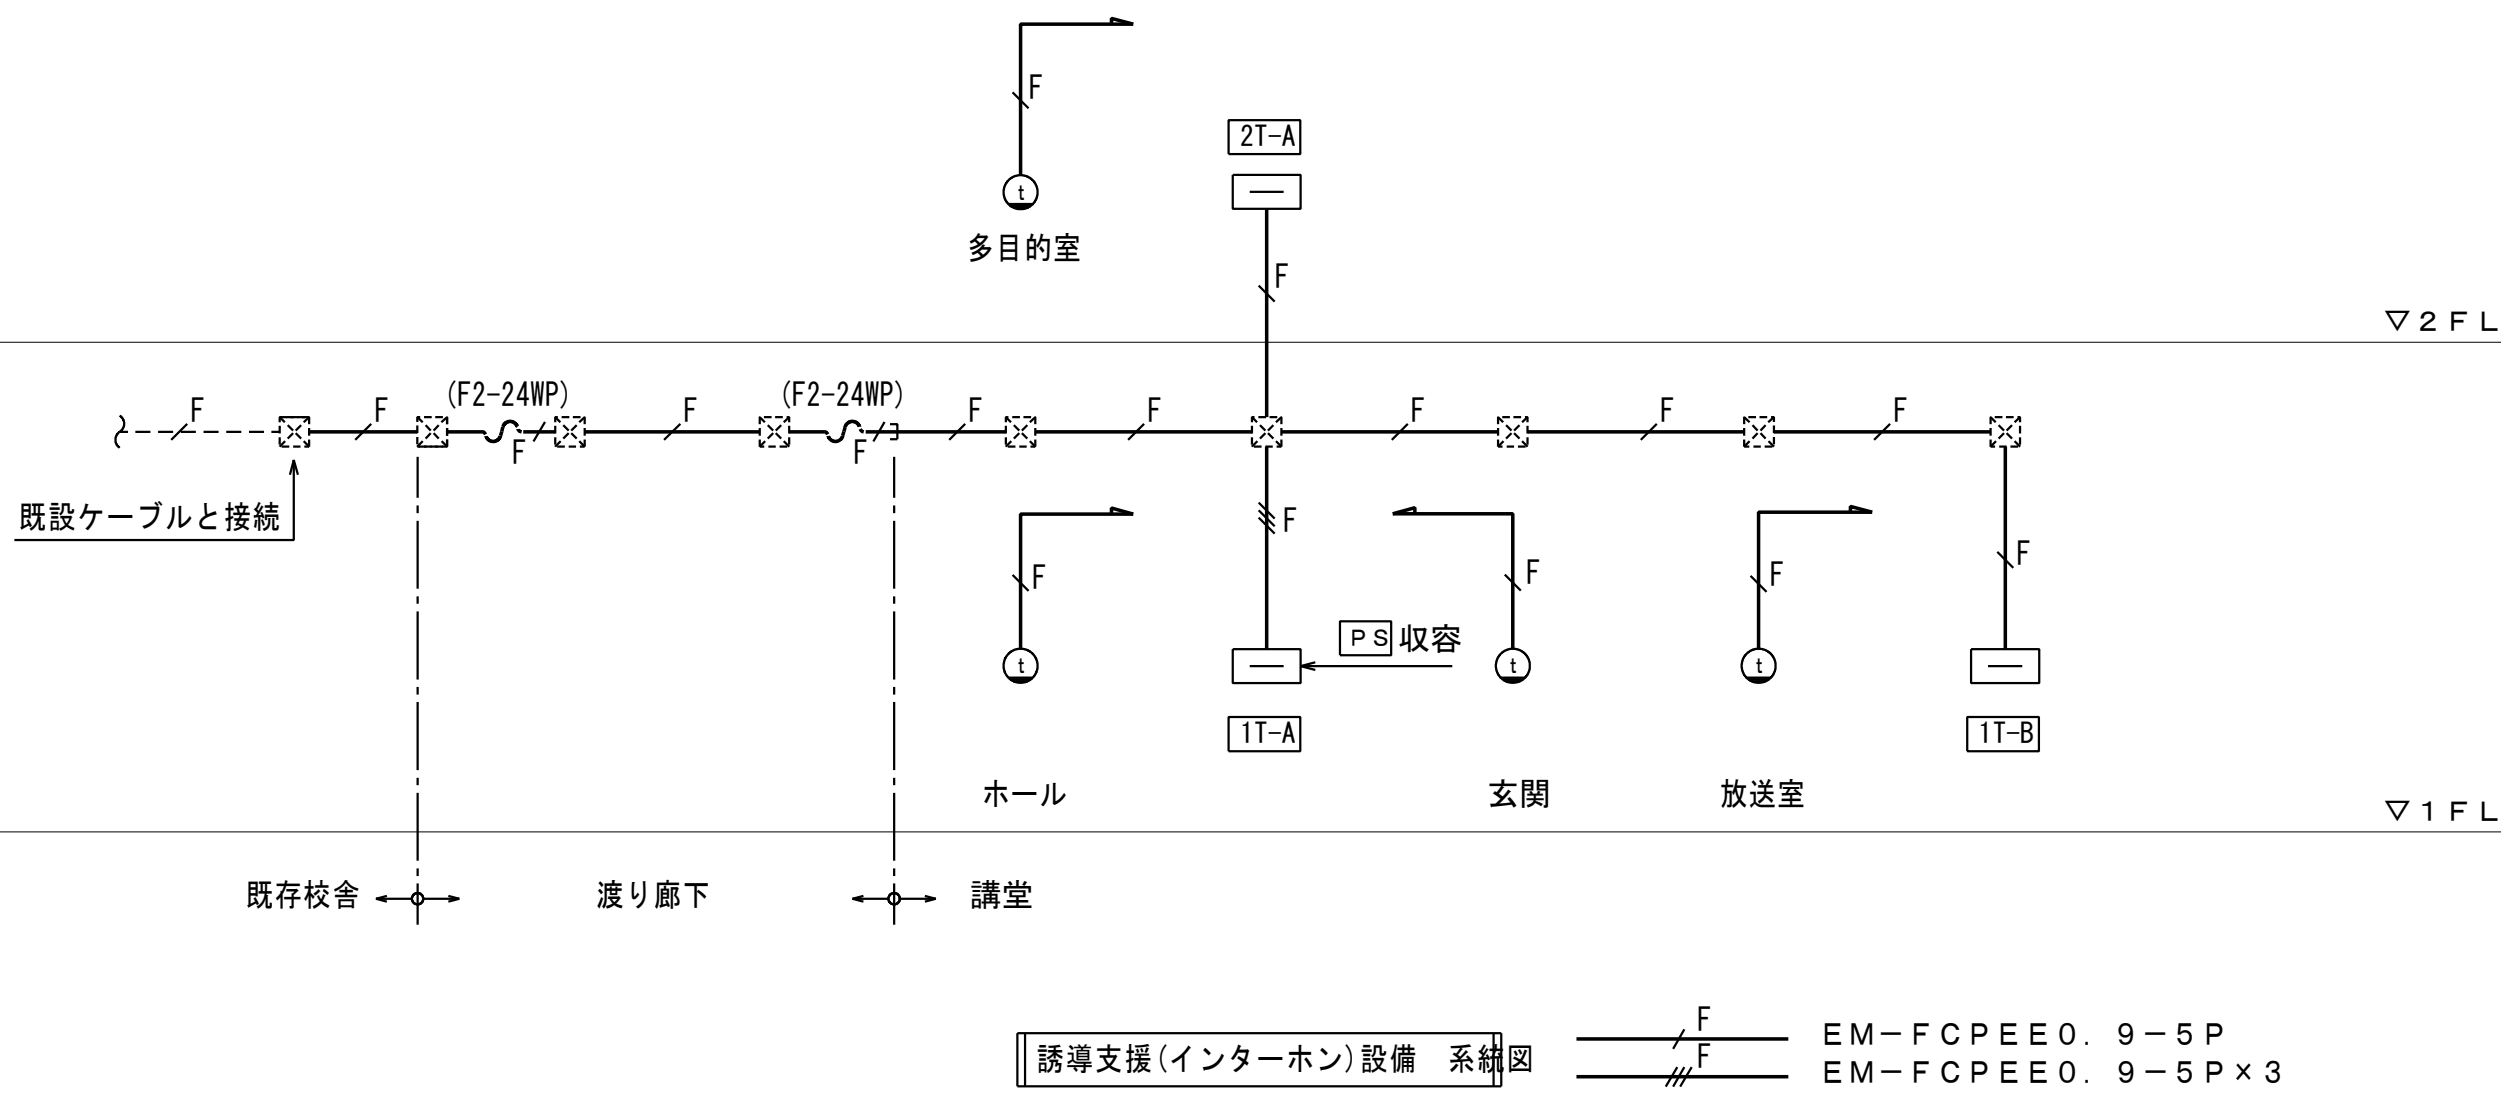 F
2T-A
t
多目的室
F
▽2FL
(F2-24WP)
(F2-24WP)
F
F
F
F
F
F
F
F
F
F
既設ケーブルと接続
F
F
F
F
F
PS 収容
t
t
t
1T-A
1T-B
ホール
玄関
放送室
▽1FL
既存校舎
渡り廊下
講堂
誘導支援(インターホン)設備　系統図
F
EM-FCPEE0.9-5P
F
EM-FCPEE0.9-5P×3